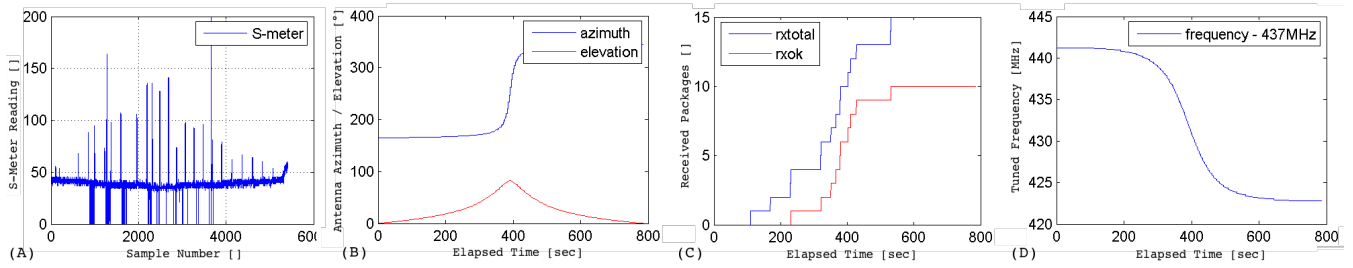 S-meter
200
150
100
50
0
0 2000 4000 6000
S-Meter Reading []
Sample Number []
(A)
azimuth
elevation
400
300
200
100
0
0 200 400 600 800
Antenna Azimuth / Elevation [°]
Elapsed Time [sec]
(B)
rxtotal
rxok
15
10
5
0
0 200 400 600 800
Received Packages []
Elapsed Time [sec]
(C)
frequency - 437MHz
445
440
435
430
425
420
0 200 400 600 800
Tuned Frequency [MHz]
Elapsed Time [sec]
(D)